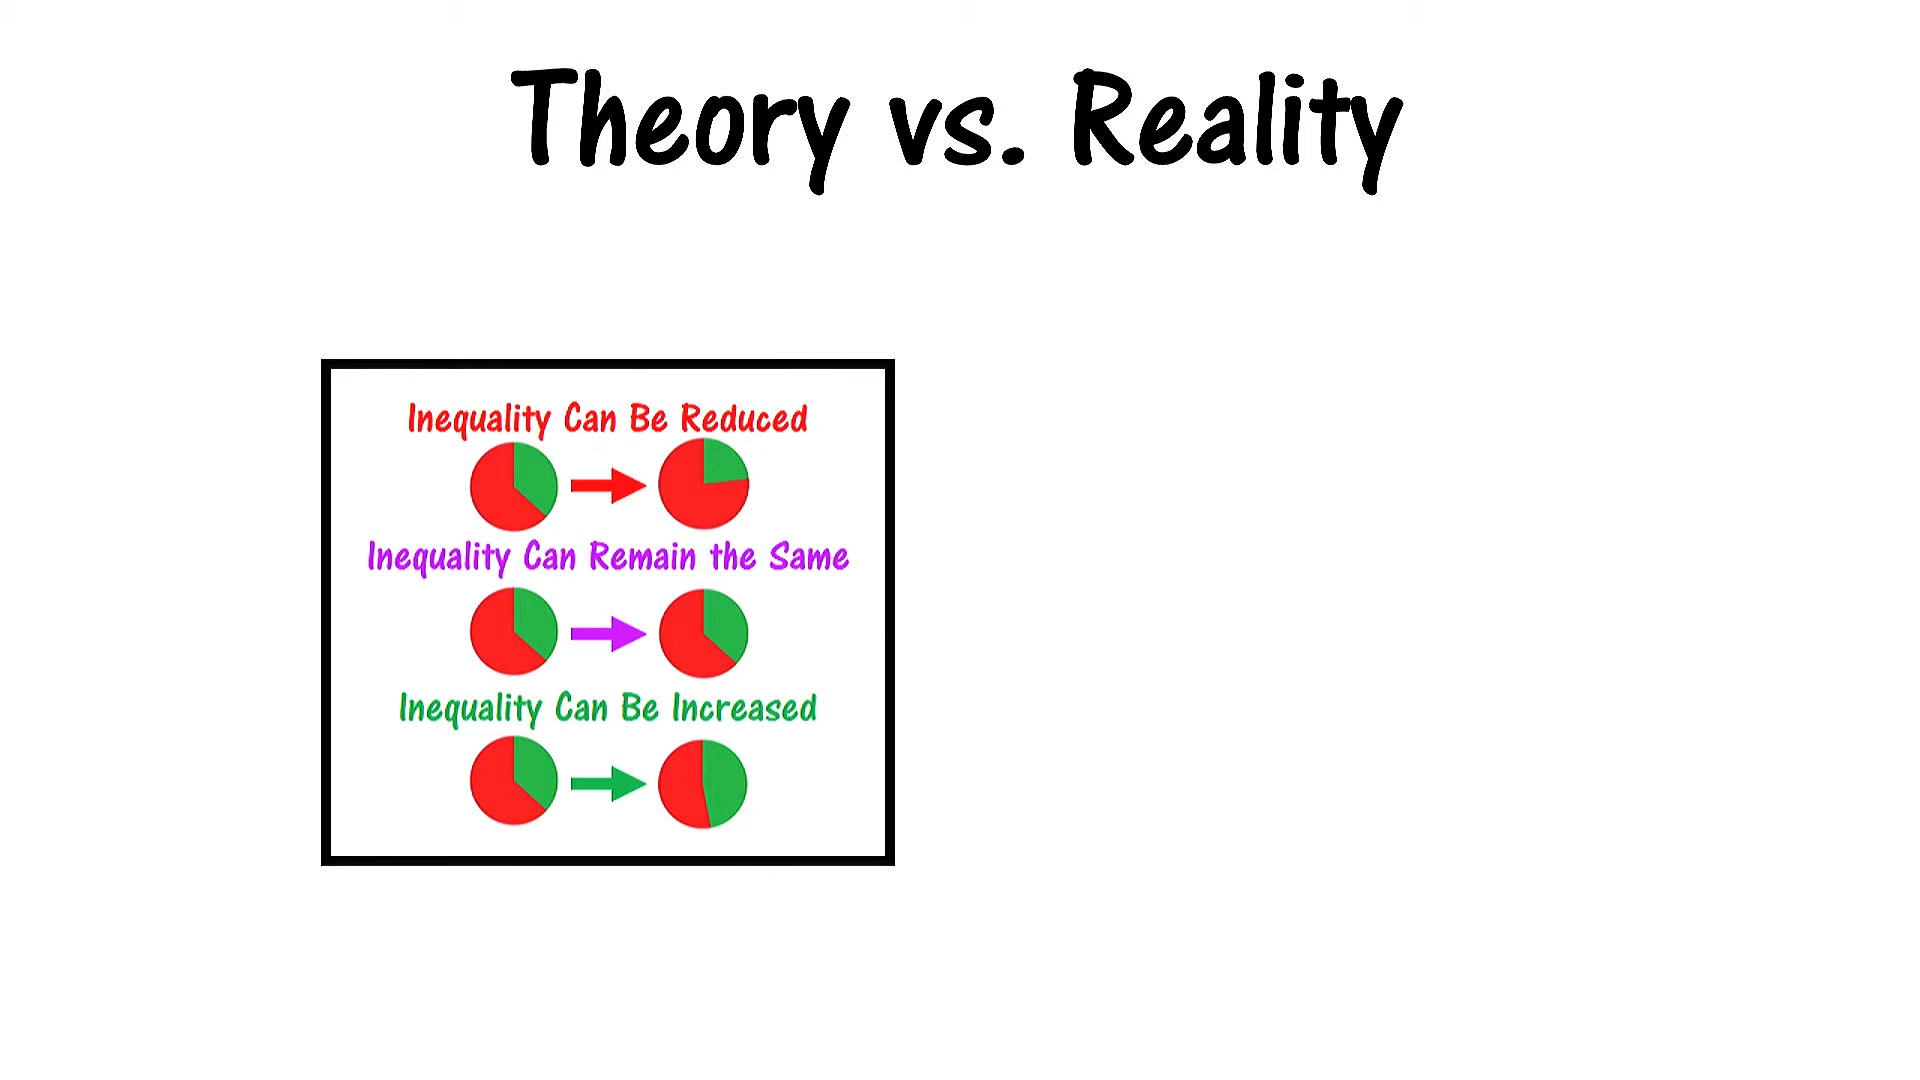 Theory vs. Reality
Inequality Can Be Reduced
Inequality Can Remain the Same
Inequality Can Be Increased